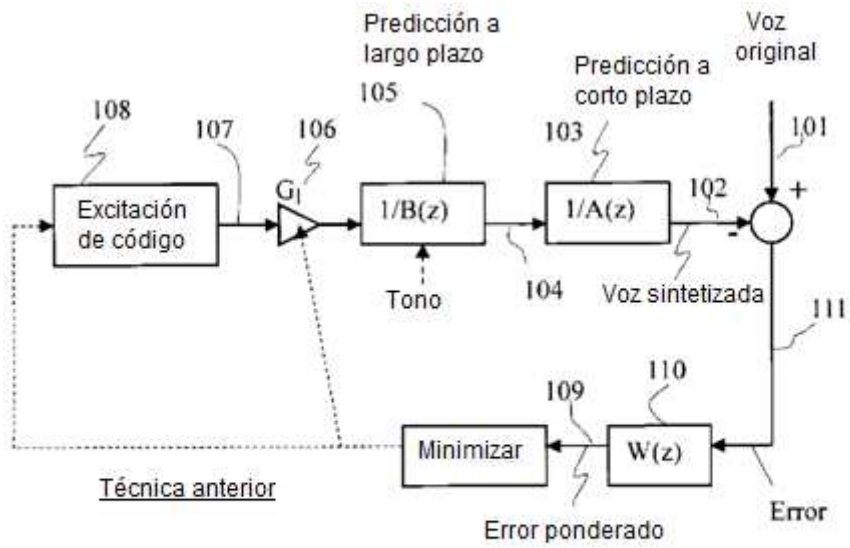 Predicción a
largo plazo
Voz
original
Predicción a
corto plazo
105
108
107
106
103
101
102
+
G₁
Excitación
de código
1/B(z)
1/A(z)
-
Tono
104
Voz sintetizada
111
109
110
Minimizar
W(z)
Técnica anterior
Error ponderado
Error